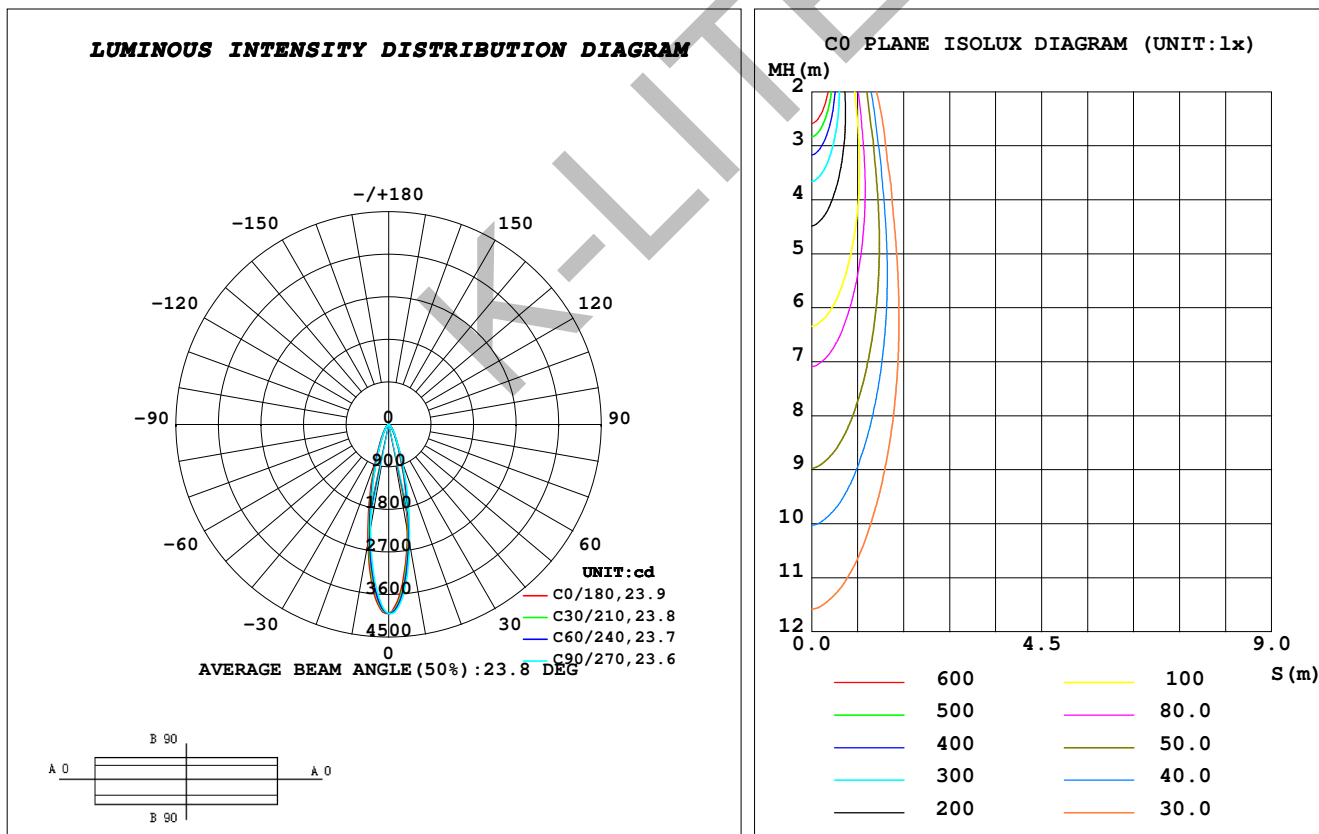 LUMINOUS INTENSITY DISTRIBUTION DIAGRAM
-/+180
-150
150
-120
120
-90
90
-60
60
-30
30
0
0
900
1800
2700
3600
4500
UNIT:cd
C0/180,23.9
C30/210,23.8
C60/240,23.7
C90/270,23.6
AVERAGE BEAM ANGLE(50%):23.8 DEG
B 90
A 0
A 0
B 90
C0 PLANE ISOLUX DIAGRAM (UNIT:lx)
MH(m)
2
3
4
5
6
7
8
9
10
11
12
0.0
4.5
9.0
S(m)
600
500
400
300
200
100
80.0
50.0
40.0
30.0
K-LITE